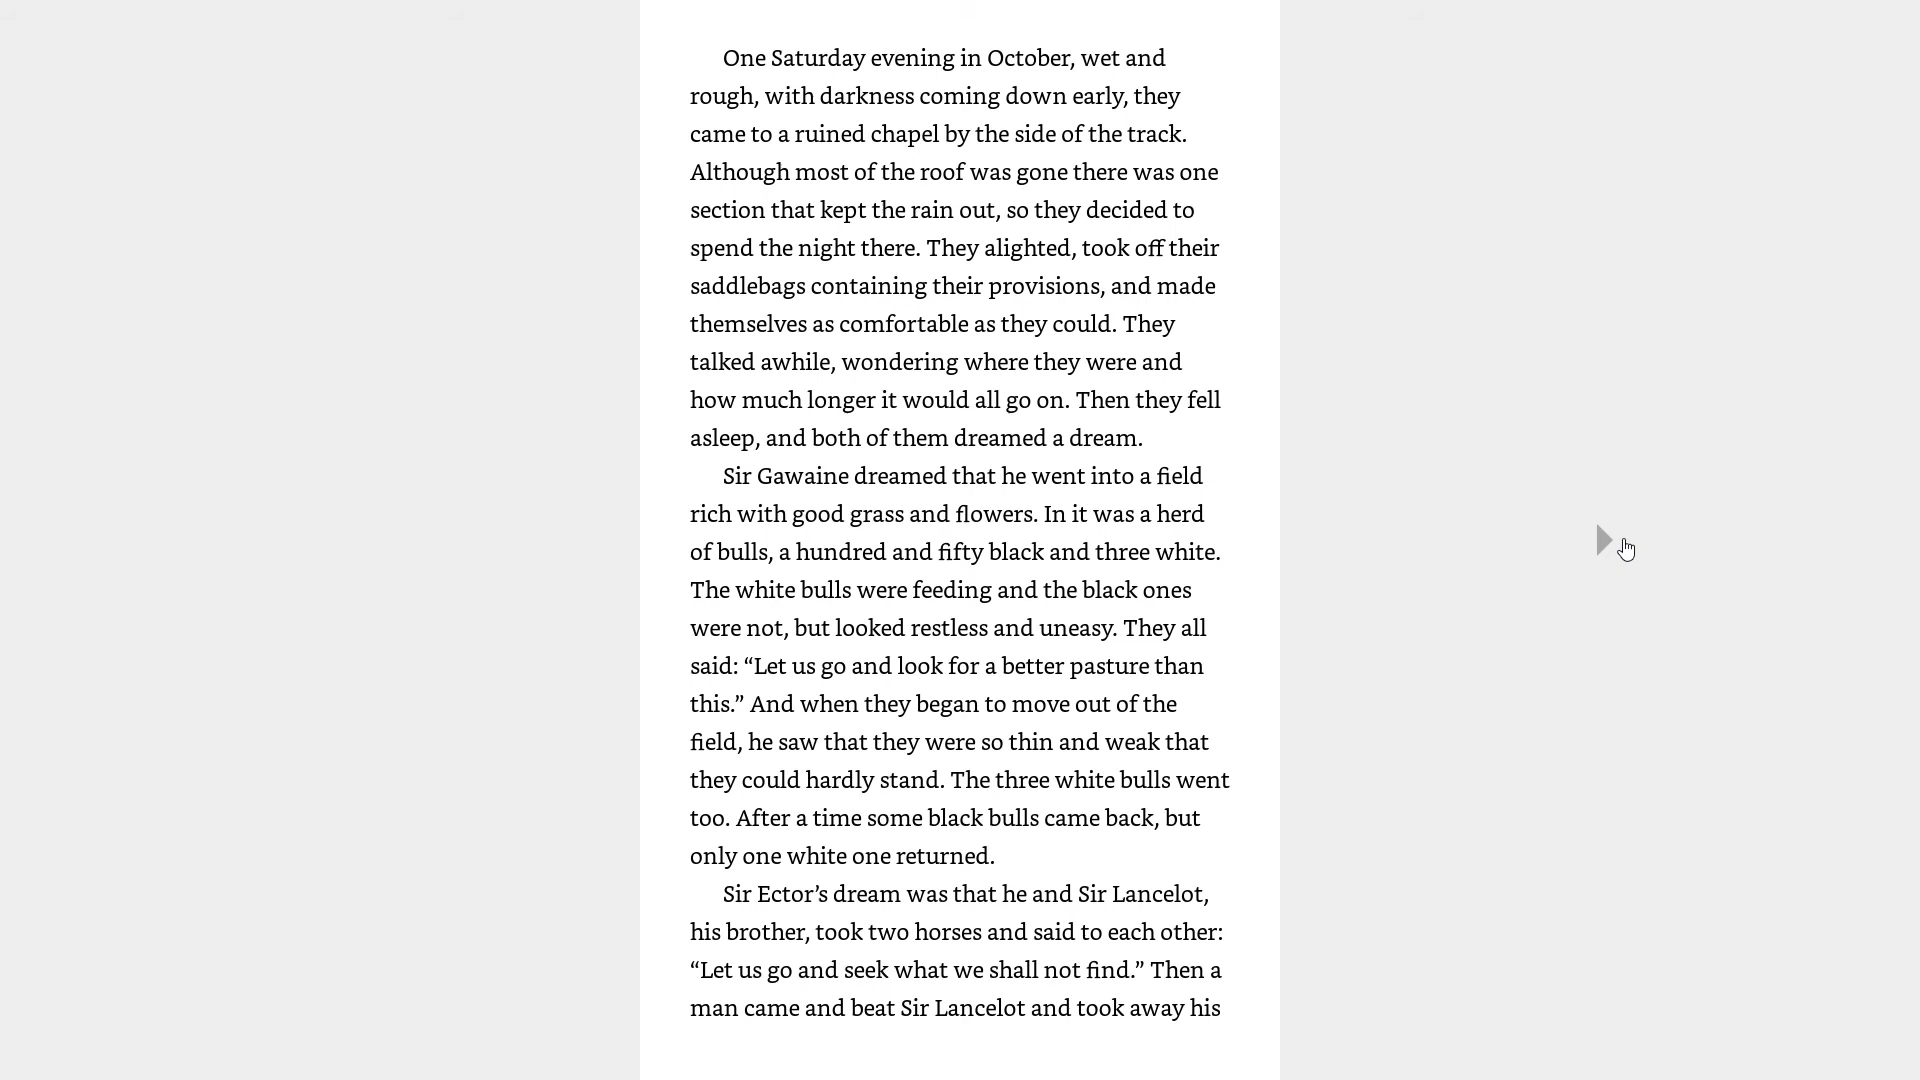 One Saturday evening in October, wet and
rough, with darkness coming down early, they
came to a ruined chapel by the side of the track.
Although most of the roof was gone there was one
section that kept the rain out, so they decided to
spend the night there. They alighted, took off their
saddlebags containing their provisions, and made
themselves as comfortable as they could. They
talked awhile, wondering where they were and
how much longer it would all go on. Then they fell
asleep, and both of them dreamed a dream.
Sir Gawaine dreamed that he went into a field
rich with good grass and flowers. In it was a herd
of bulls, a hundred and fifty black and three white.
The white bulls were feeding and the black ones
were not, but looked restless and uneasy. They all
said: “Let us go and look for a better pasture than
this.” And when they began to move out of the
field, he saw that they were so thin and weak that
they could hardly stand. The three white bulls went
too. After a time some black bulls came back, but
only one white one returned.
Sir Ector’s dream was that he and Sir Lancelot,
his brother, took two horses and said to each other:
“Let us go and seek what we shall not find.” Then a
man came and beat Sir Lancelot and took away his